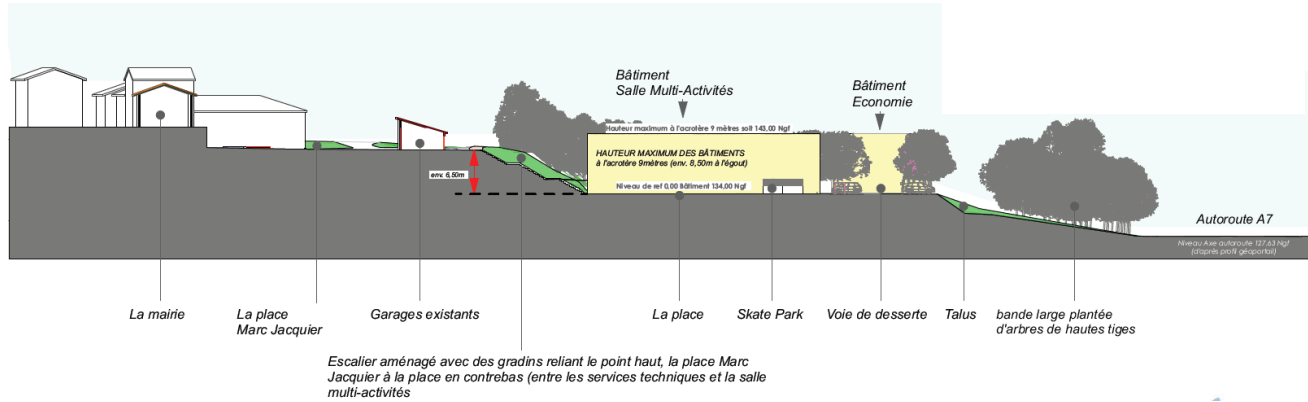 Bâtiment
Salle Multi-Activités
Bâtiment
Economie
Hauteur maximum à l'acrotère 9 mètres soit 143,00 Ngf
HAUTEUR MAXIMUM DES BÂTIMENTS
à l'acrotère 9mètres (env. 8,50m à l'égout)
env. 6,50m
Niveau de ref 0,00 Bâtiment 134,00 Ngf
Autoroute A7
Niveau Axe autoroute 127,63 Ngf
(d'après profil géoportail)
La mairie
La place
Marc Jacquier
Garages existants
La place
Skate Park
Voie de desserte
Talus
bande large plantée
d'arbres de hautes tiges
Escalier aménagé avec des gradins reliant le point haut, la place Marc
Jacquier à la place en contrebas (entre les services techniques et la salle
multi-activités